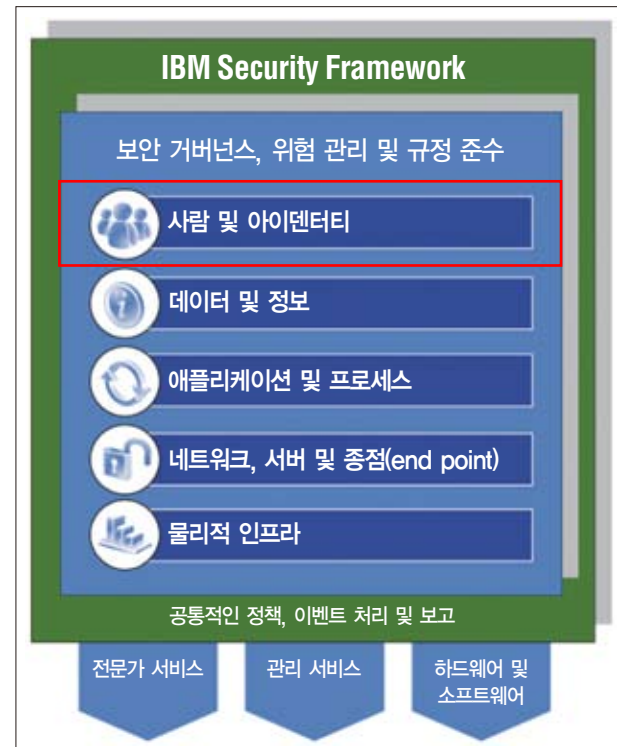 IBM Security Framework
보안 거버넌스, 위험 관리 및 규정 준수
사람 및 아이덴터티
데이터 및 정보
애플리케이션 및 프로세스
네트워크, 서버 및 종점(end point)
물리적 인프라
공통적인 정책, 이벤트 처리 및 보고
전문가 서비스
관리 서비스
하드웨어 및
소프트웨어